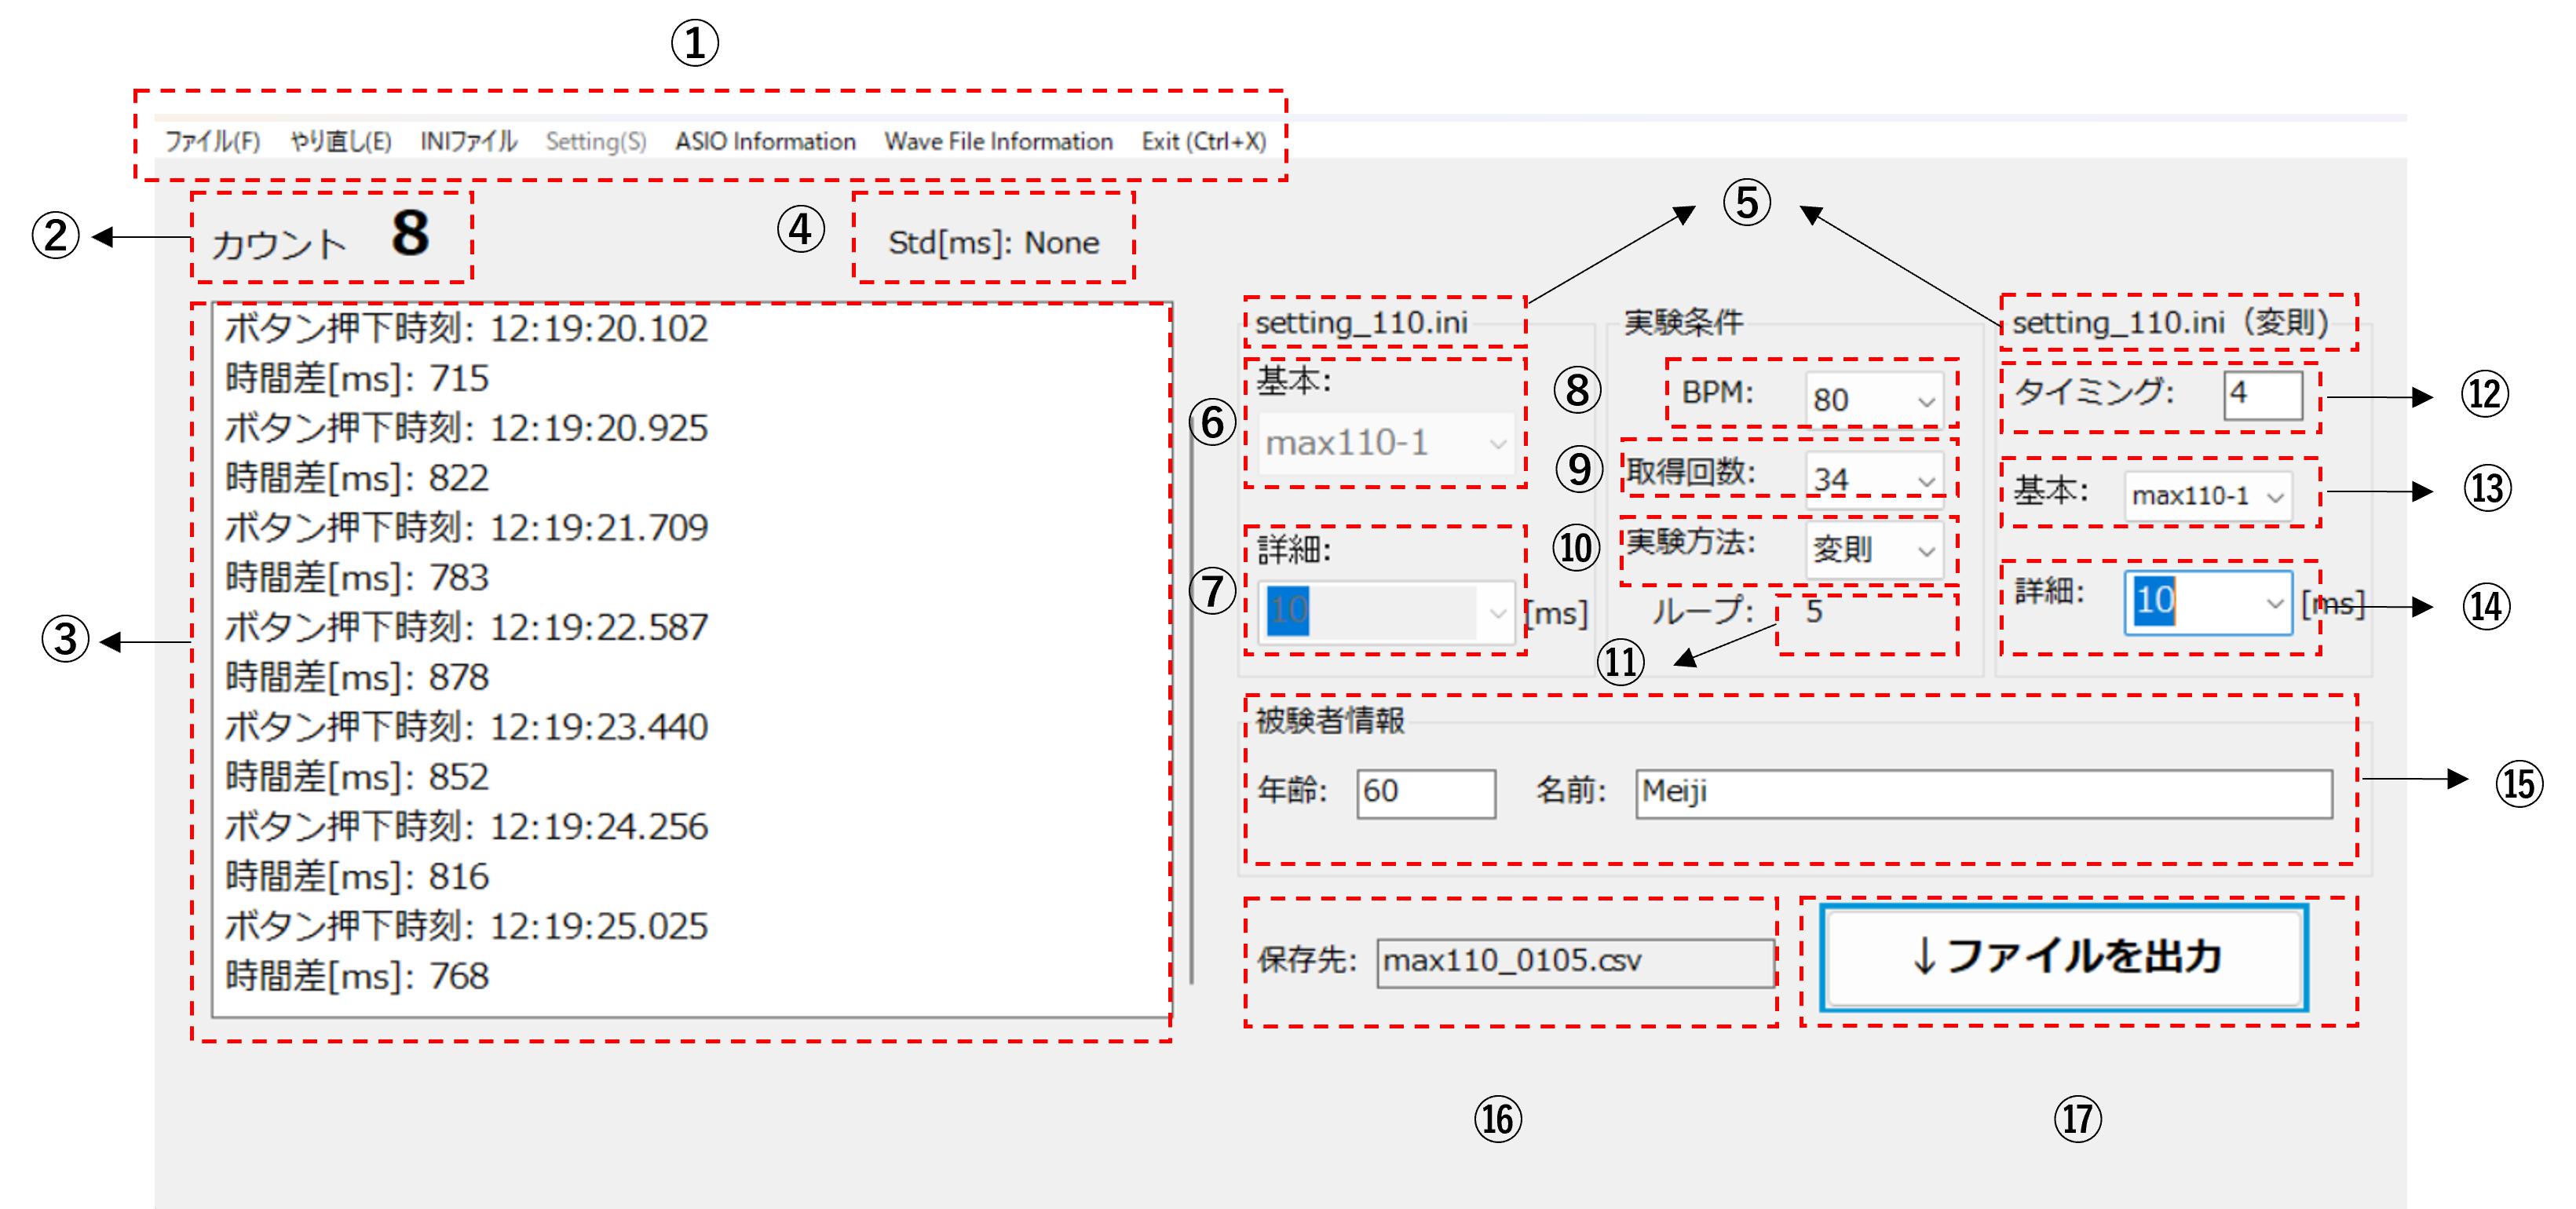 ①
ファイル(F) やり直し(E) INIファイル Setting(S) ASIO Information Wave File Information Exit (Ctrl+X)
② カウント 8
④ Std[ms]: None
⑤
③
ボタン押下時刻: 12:19:20.102
時間差[ms]: 715
ボタン押下時刻: 12:19:20.925
時間差[ms]: 822
ボタン押下時刻: 12:19:21.709
時間差[ms]: 783
ボタン押下時刻: 12:19:22.587
時間差[ms]: 878
ボタン押下時刻: 12:19:23.440
時間差[ms]: 852
ボタン押下時刻: 12:19:24.256
時間差[ms]: 816
ボタン押下時刻: 12:19:25.025
時間差[ms]: 768
setting_110.ini
⑥ 基本:
max110-1
⑦ 詳細:
10 [ms]
実験条件
⑧ BPM: 80
⑨ 取得回数: 34
⑩ 実験方法: 変則
ループ: 5
⑪
setting_110.ini（変則)
タイミング: 4 ⑫
基本: max110-1 ⑬
詳細: 10 [ms] ⑭
被験者情報
年齢: 60 名前: Meiji ⑮
保存先: max110_0105.csv
↓ファイルを出力
⑯ ⑰